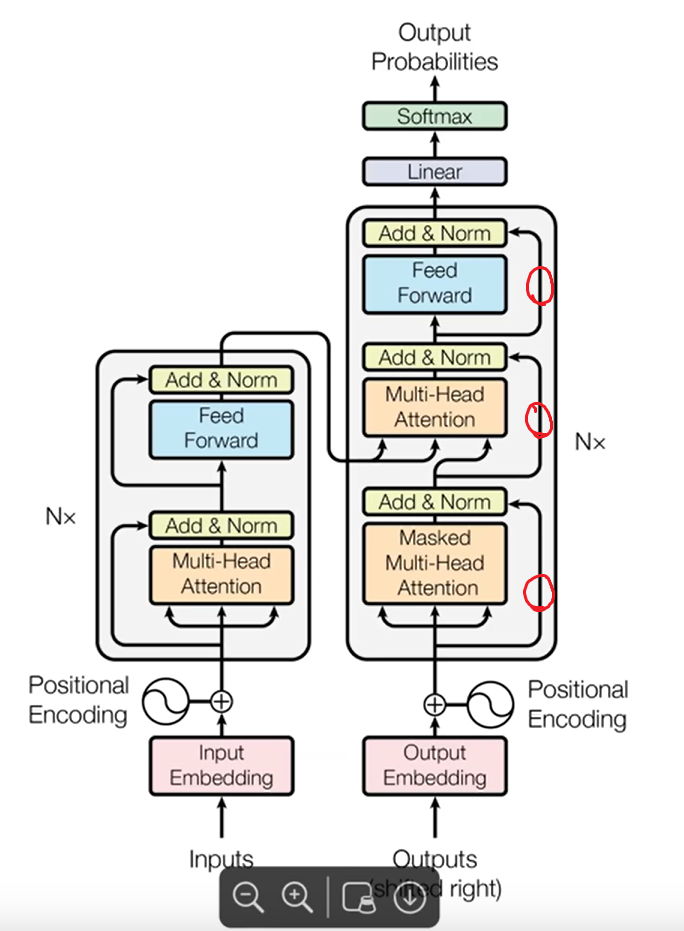 Output
Probabilities
Softmax
Linear
Add & Norm
Feed
Forward
Add & Norm
Multi-Head
Attention
Add & Norm
Masked
Multi-Head
Attention
Nx
Add & Norm
Feed
Forward
Add & Norm
Multi-Head
Attention
Nx
Positional
Encoding
Positional
Encoding
Input
Embedding
Output
Embedding
Inputs
Outputs
(shifted right)